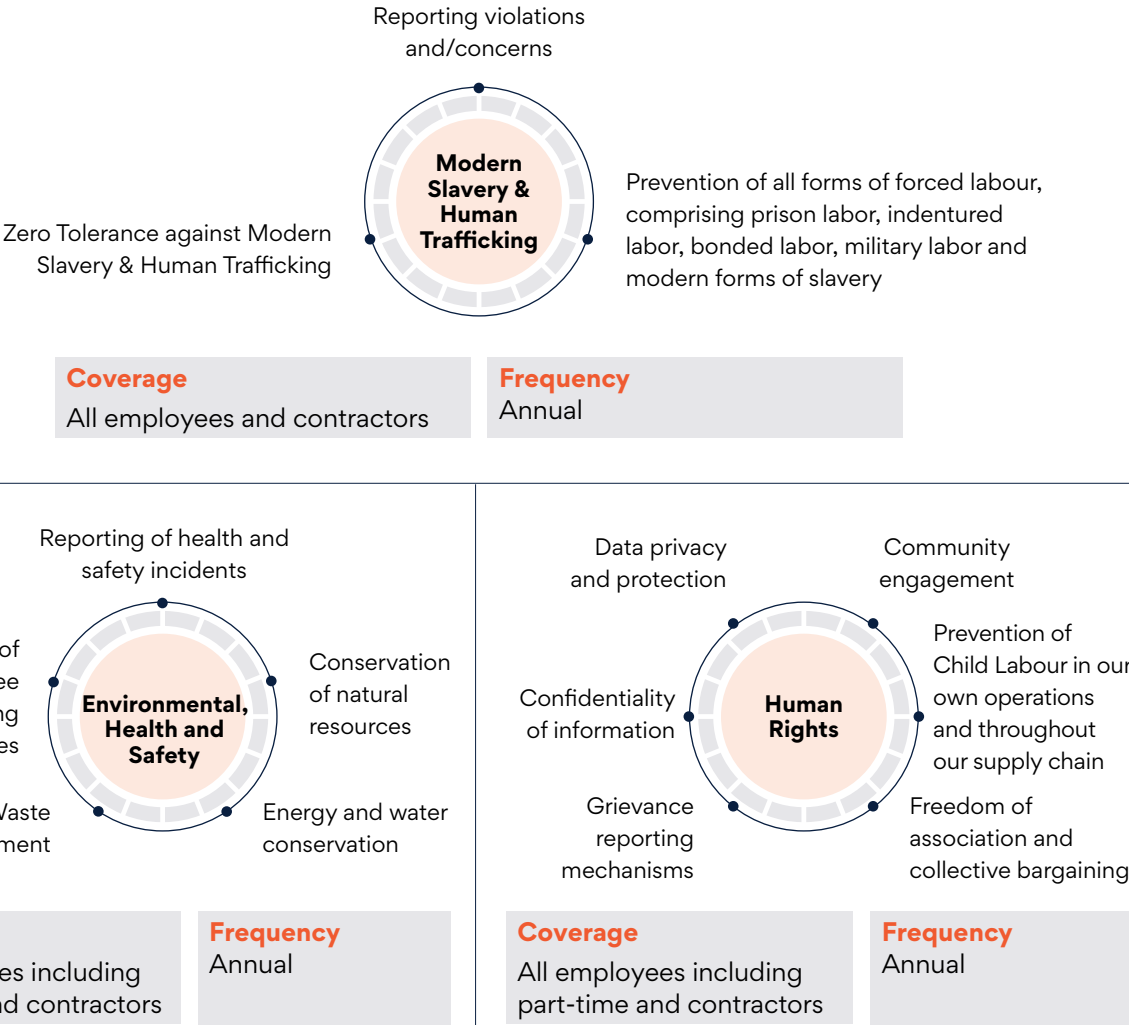 Reporting violations
and/concerns
Modern
Slavery &
Human
Trafficking
Zero Tolerance against Modern
Slavery & Human Trafficking
Prevention of all forms of forced labour,
comprising prison labor, indentured
labor, bonded labor, military labor and
modern forms of slavery
Coverage
All employees and contractors
Frequency
Annual
Reporting of health and
safety incidents
of
Conservation
of natural
resources
Environmental,
Health and
Safety
Energy and water
conservation
Frequency
Annual
including
contractors
Data privacy
and protection
Community
engagement
Confidentiality
of information
Human
Rights
Prevention of
Child Labour in our
own operations
and throughout
our supply chain
Grievance
reporting
mechanisms
Freedom of
association and
collective bargaining
Coverage
All employees including
part-time and contractors
Frequency
Annual